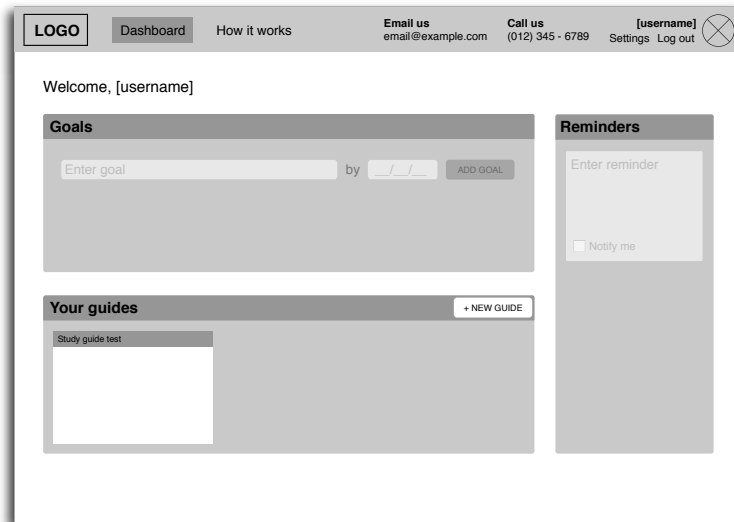 LOGO
Dashboard
How it works
Email us
email@example.com
Call us
(012) 345 - 6789
[username]
Settings Log out
Welcome, [username]
Goals
Enter goal
by
__/__/__
ADD GOAL
Reminders
Enter reminder
Notify me
Your guides
+ NEW GUIDE
Study guide test